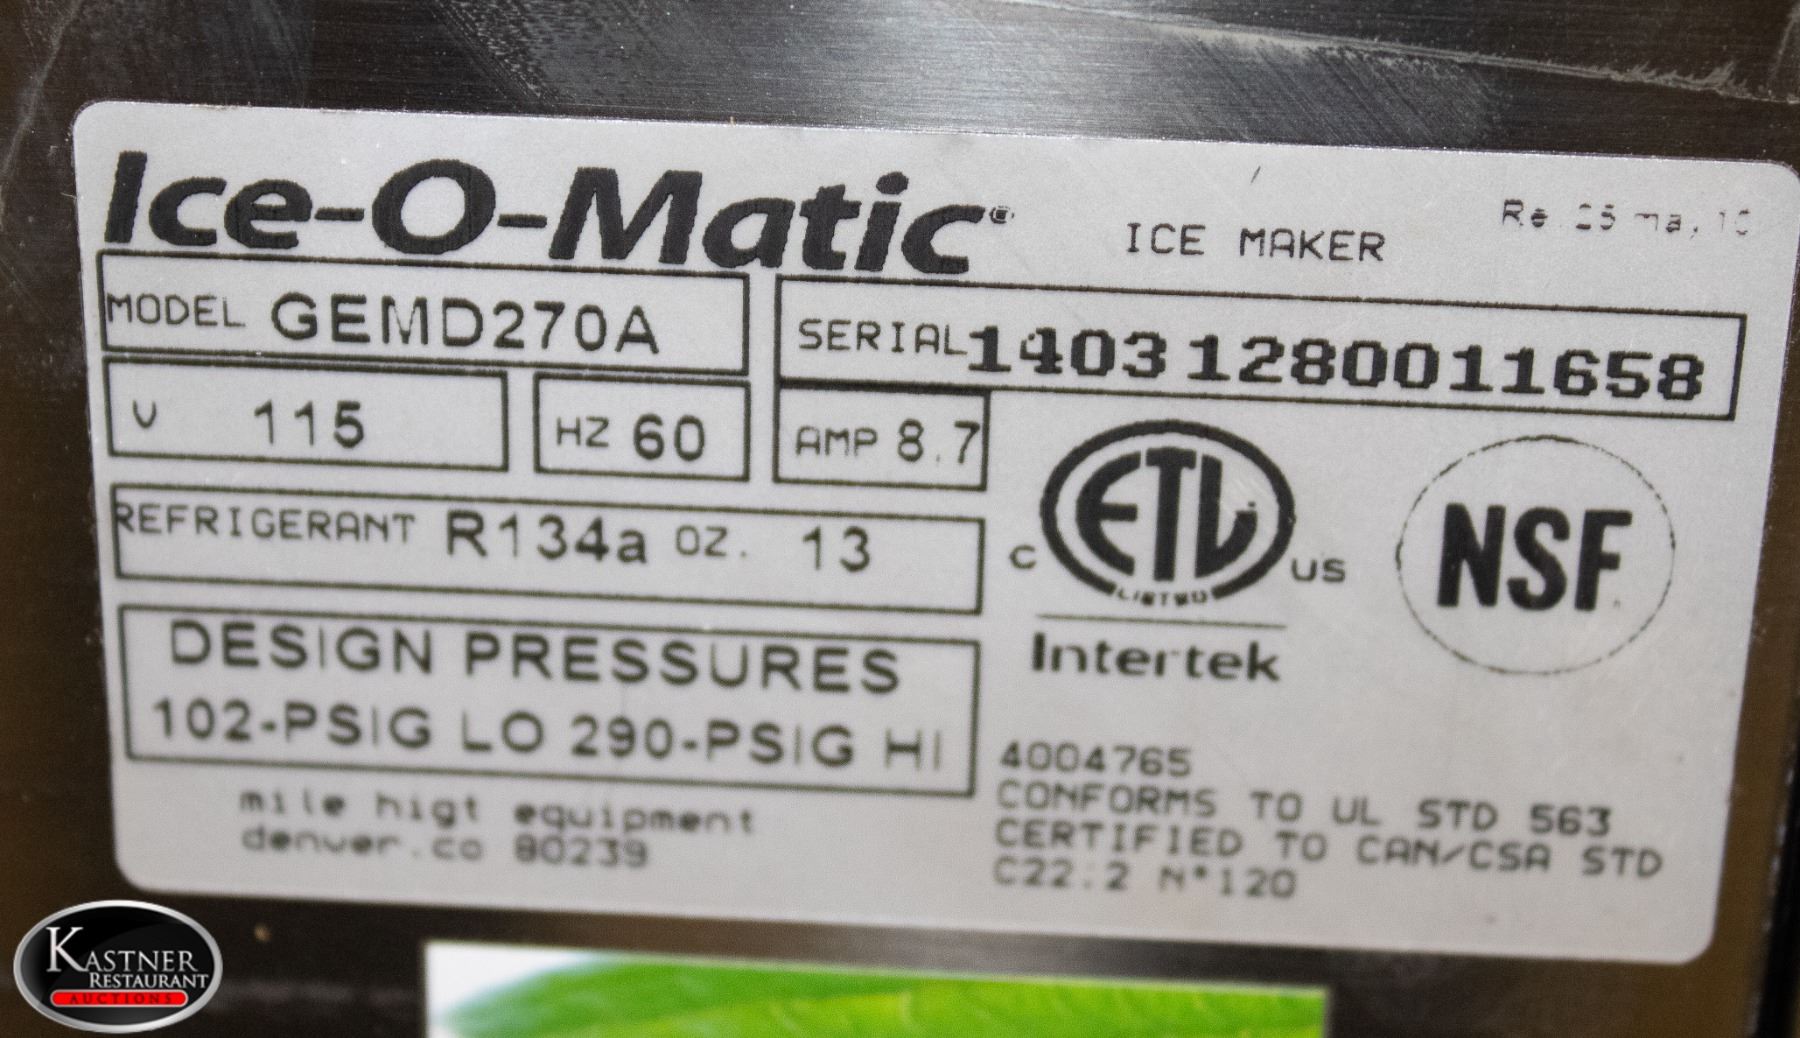 Ice-O-Matic®
ICE MAKER
MODEL GEMD270A
SERIAL 14031280011658
V 115
HZ 60
AMP 8.7
REFRIGERANT R134a OZ. 13
C ETL US
LISTED
Intertek
NSF
DESIGN PRESSURES
102-PSIG LO 290-PSIG HI
mile higt equipment
denver.co 80239
4004765
CONFORMS TO UL STD 563
CERTIFIED TO CAN/CSA STD
C22.2 N°120
KASTNER
RESTAURANT
AUCTIONS